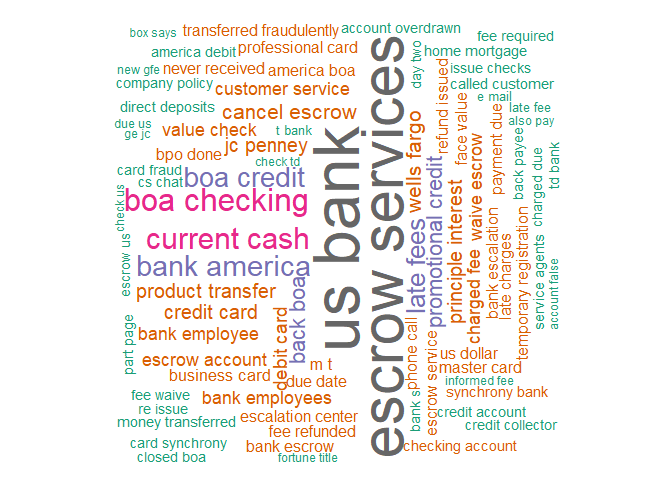 box says
transferred fraudulently
account overdrawn
fee required
america debit
professional card
home mortgage
new gfe
never received
america boa
day two
issue checks
company policy
customer service
called customer
e mail
direct deposits
cancel escrow
late fee
due us
ge jc
value check
t bank
also pay
bpo done
jc penney
check td
card fraud
cs chat
boa credit
boa checking
check us
current cash
bank america
escrow us
product transfer
back boa
credit card
bank employee
part page
escrow account
debit card
business card
m t
due date
fee waive
re issue
bank employees
money transferred
escalation center
fee refunded
card synchrony
bank escrow
closed boa
fortune title
us bank
escrow services
wells fargo
late fees
promotional credit
refund issued
face value
principle interest
waive escrow
charged fee
payment due
back payee
charged due
td bank
bank escalation
late charges
temporary registration
service agents
account false
phone call
escrow service
bank s
us dollar
master card
informed fee
synchrony bank
credit account
credit collector
checking account